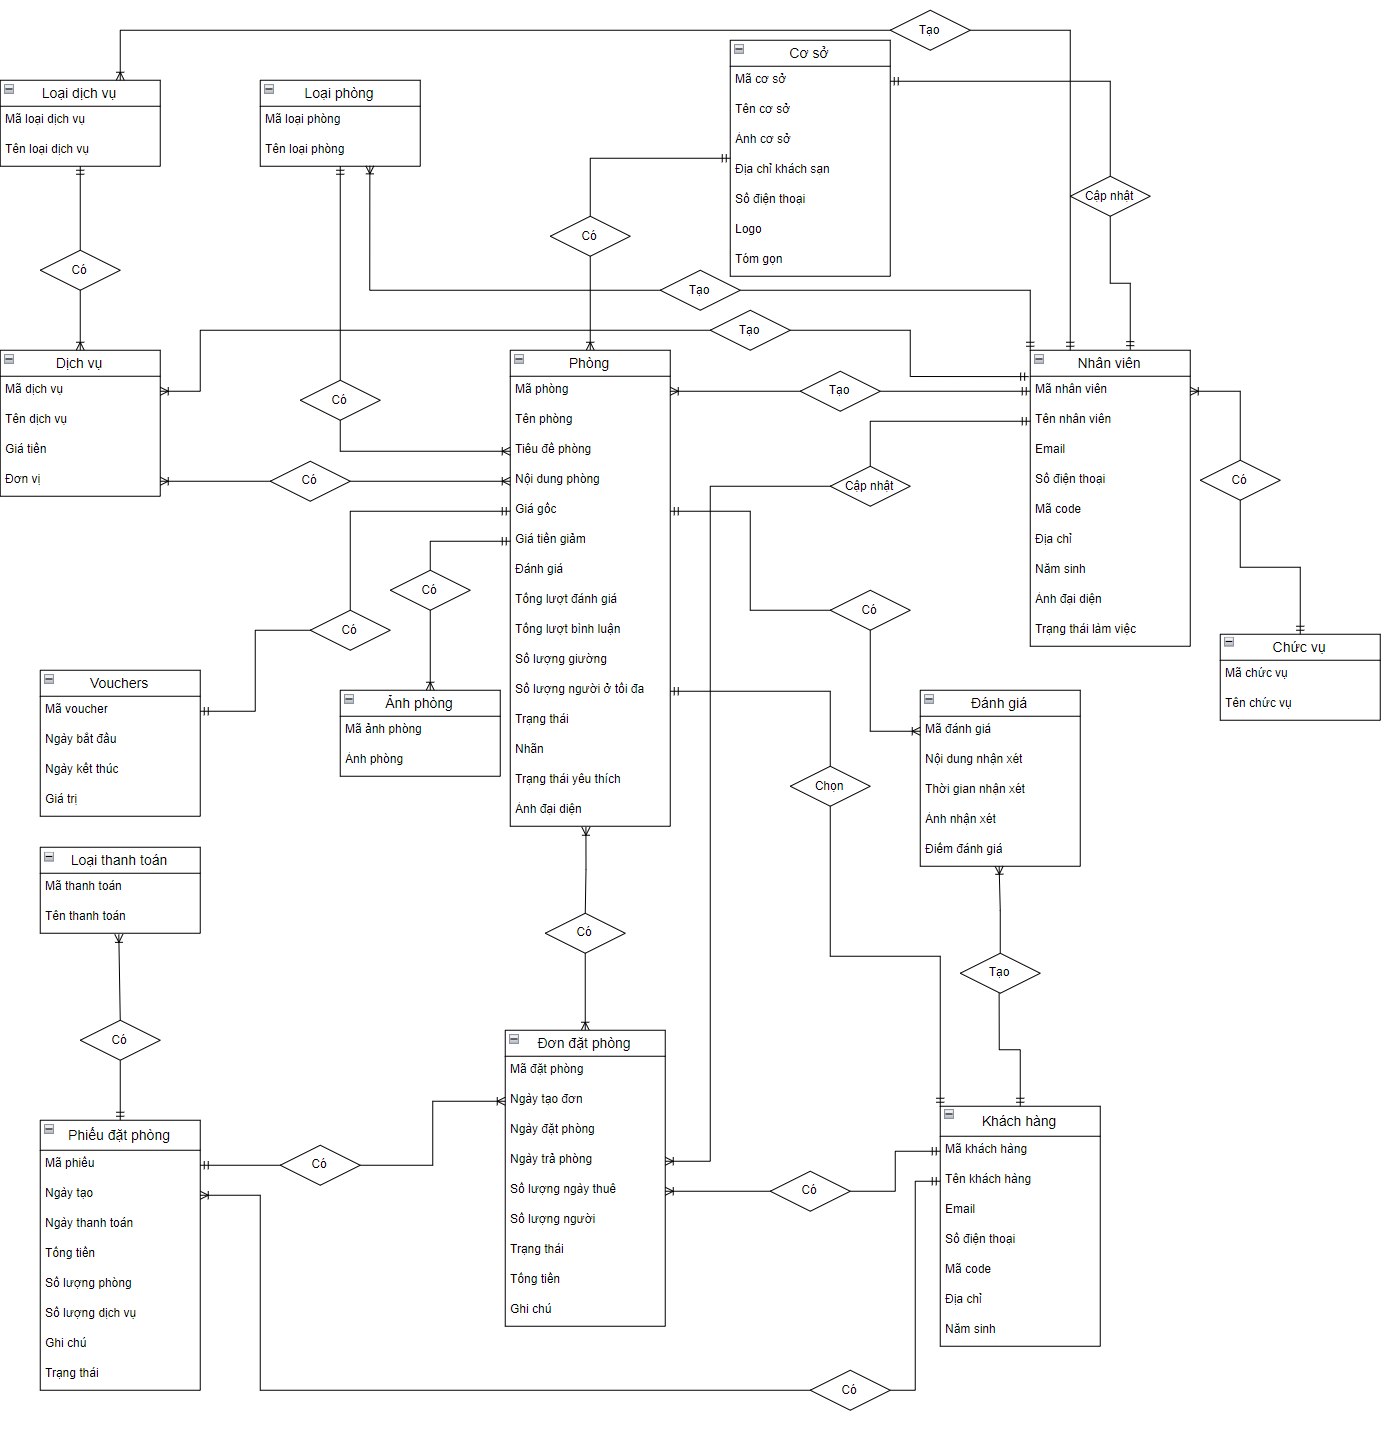 Tạo
Cơ sở
Mã cơ sở
Tên cơ sở
Ảnh cơ sở
Địa chỉ khách sạn
Số điện thoại
Logo
Tóm gọn
Loại dịch vụ
Mã loại dịch vụ
Tên loại dịch vụ
Loại phòng
Mã loại phòng
Tên loại phòng
Cập nhât
Có
Có
Tạo
Tạo
Dịch vụ
Mã dịch vụ
Tên dịch vụ
Giá tiền
Đơn vị
Có
Có
Phòng
Mã phòng
Tên phòng
Tiêu đề phòng
Nội dung phòng
Giá gốc
Giá tiền giảm
Đánh giá
Tổng lượt đánh giá
Tổng lượt bình luận
Số lượng giường
Số lượng người ở tối đa
Trạng thái
Nhãn
Trạng thái yêu thích
Ảnh đại diện
Tạo
Cập nhật
Nhân viên
Mã nhân viên
Tên nhân viên
Email
Số điện thoại
Mã code
Địa chỉ
Năm sinh
Ảnh đại diện
Trạng thái làm việc
Có
Chức vụ
Mã chức vụ
Tên chức vụ
Có
Có
Có
Vouchers
Mã voucher
Ngày bắt đầu
Ngày kết thúc
Giá trị
Ảnh phòng
Mã ảnh phòng
Ảnh phòng
Chọn
Đánh giá
Mã đánh giá
Nội dung nhận xét
Thời gian nhận xét
Ảnh nhận xét
Điểm đánh giá
Loại thanh toán
Mã thanh toán
Tên thanh toán
Có
Tạo
Có
Phiếu đặt phòng
Mã phiếu
Ngày tạo
Ngày thanh toán
Tổng tiền
Số lượng phòng
Số lượng dịch vụ
Ghi chú
Trạng thái
Có
Đơn đặt phòng
Mã đặt phòng
Ngày tạo đơn
Ngày đặt phòng
Ngày trả phòng
Số lượng ngày thuê
Số lượng người
Trạng thái
Tổng tiền
Ghi chú
Có
Khách hàng
Mã khách hàng
Tên khách hàng
Email
Số điện thoại
Mã code
Địa chỉ
Năm sinh
Có